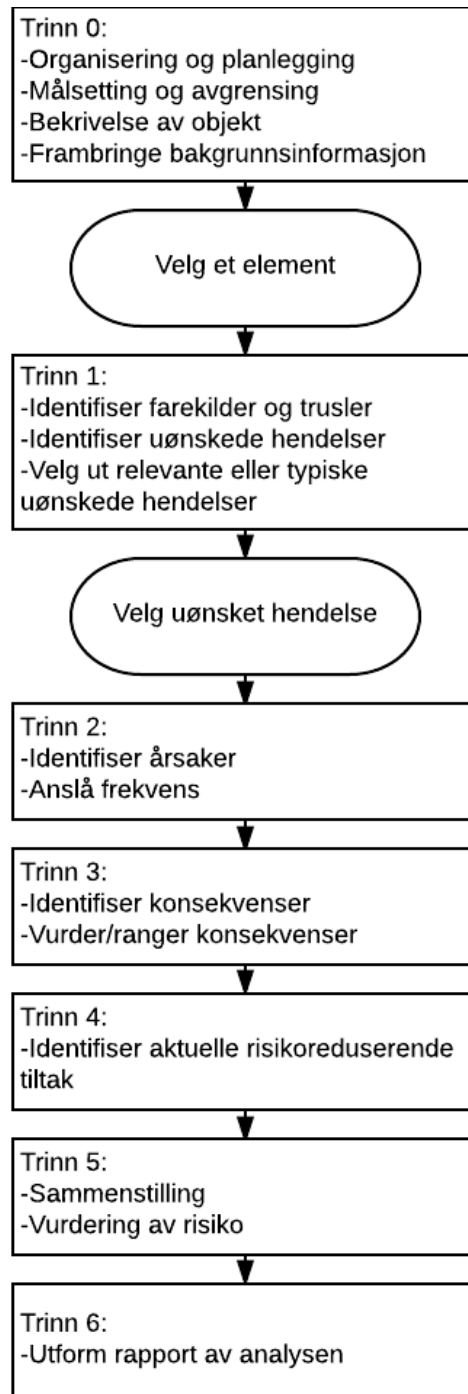 Trinn 0:
-Organisering og planlegging
-Målsetting og avgrensing
-Bekrivelse av objekt
-Frambringe bakgrunnsinformasjon
Velg et element
Trinn 1:
-Identifiser farekilder og trusler
-Identifiser uønskede hendelser
-Velg ut relevante eller typiske
uønskede hendelser
Velg uønsket hendelse
Trinn 2:
-Identifiser årsaker
-Anslå frekvens
Trinn 3:
-Identifiser konsekvenser
-Vurder/ranger konsekvenser
Trinn 4:
-Identifiser aktuelle risikoreduserende
tiltak
Trinn 5:
-Sammenstilling
-Vurdering av risiko
Trinn 6:
-Utform rapport av analysen